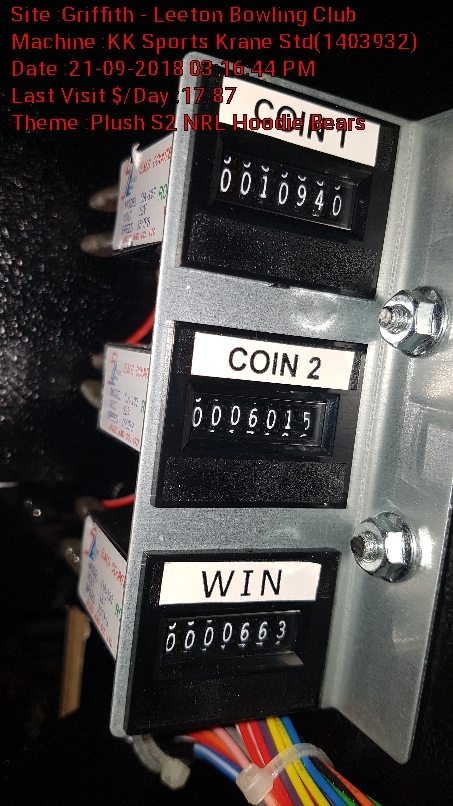 Site :Griffith - Leeton Bowling Club
Machine :KK Sports Krane Std(1403932)
Date :21-09-2018 03:16:44 PM
Last Visit $/Day :17.87
Theme :Plush S2 NRL Hoodie Bears
COIN 1
0010940
COIN 2
0006015
WIN
0000663